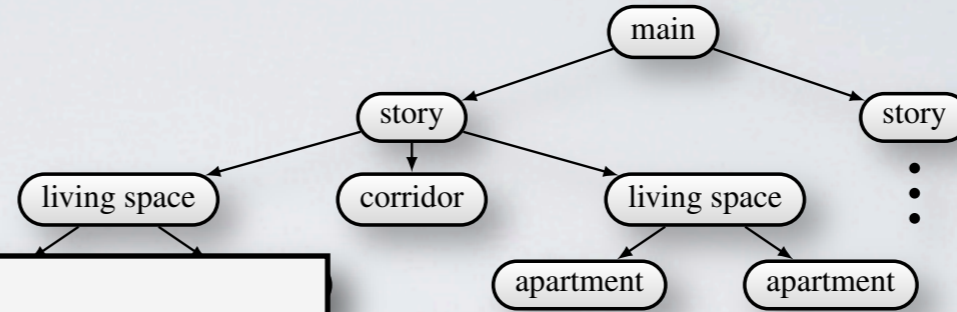 main
story
story
living space
corridor
living space
apartment
apartment